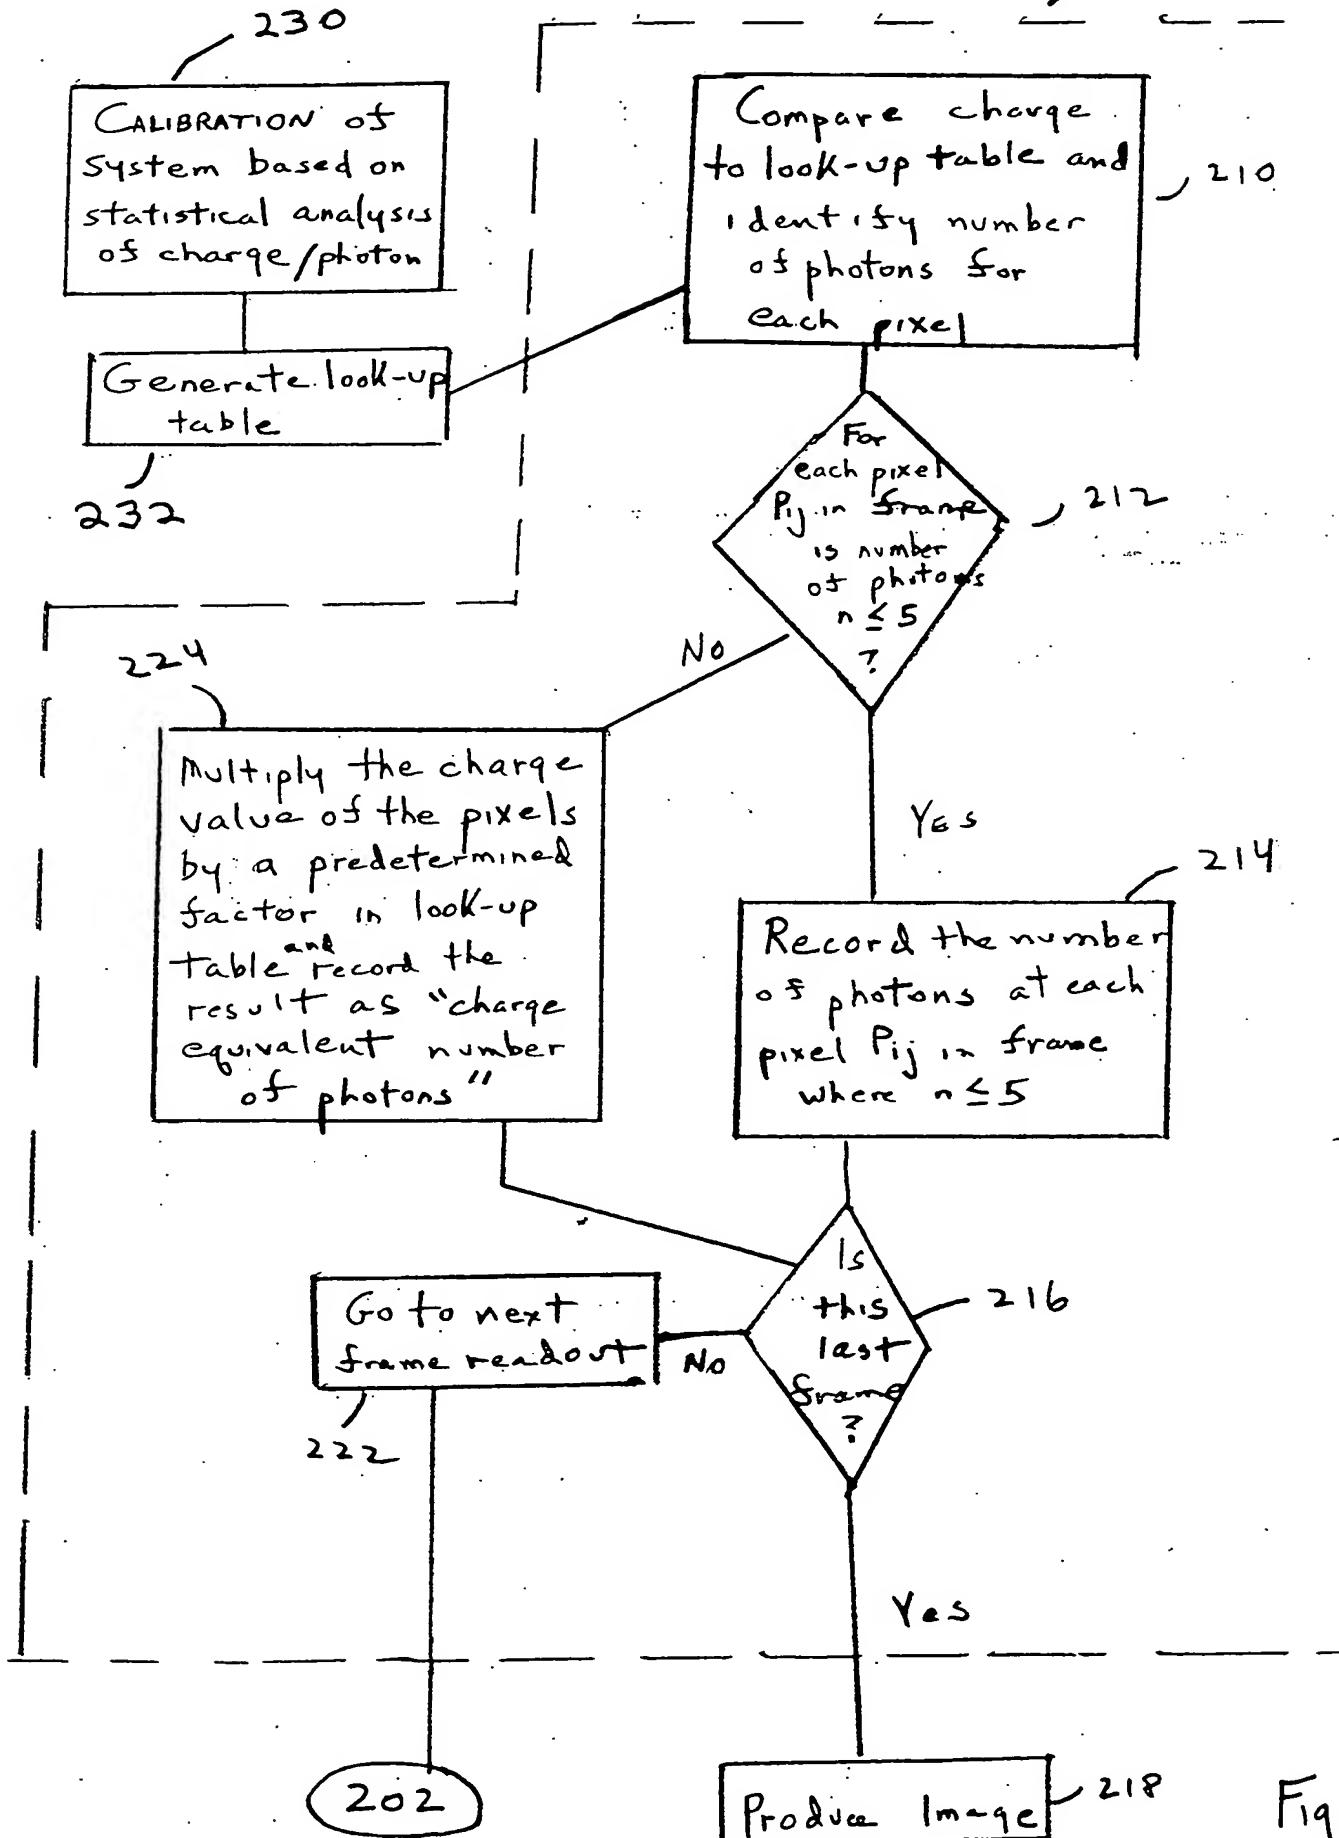 230
CALIBRATION of
system based on
statistical analysis
of charge/photon
Generate look-up
table
232
Compare charge
to look-up table and
identify number
of photons for
each pixel
210
For
each pixel
Pij in frame
is number
of photons
n ≤ 5
?
212
No
YES
224
Multiply the charge
value of the pixels
by a predetermined
factor in look-up
table and record the
result as "charge
equivalent number
of photons"
214
Record the number
of photons at each
pixel Pij in frame
where n ≤ 5
Is
this
last
frame
?
216
No
Go to next
frame readout
222
Yes
202
Produce Image
218
Fig